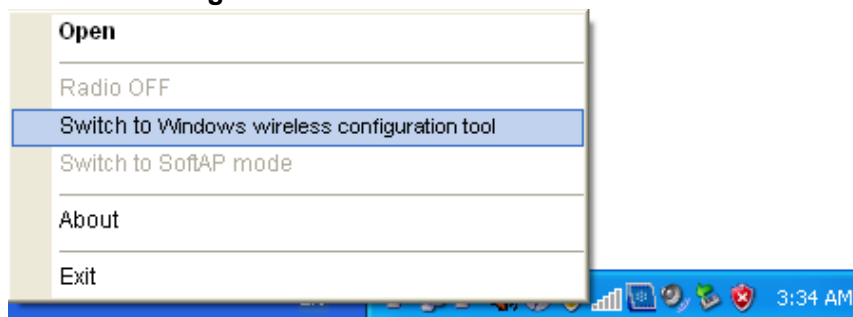 Open
Radio OFF
Switch to Windows wireless configuration tool
Switch to SoftAP mode
About
Exit
3:34 AM